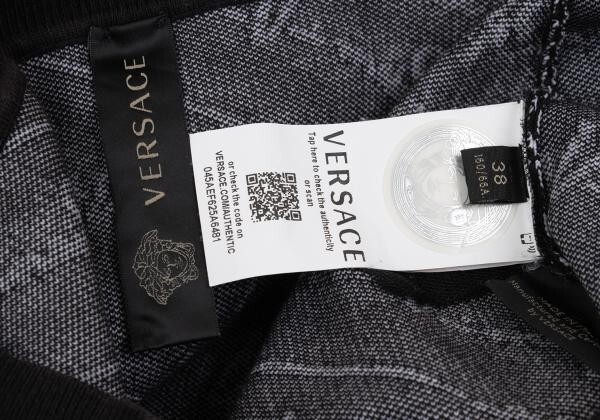 VERSACE
VERSACE
Tap here to check the authenticity
or scan
or check the code on
VERSACE.COM/AUTHENTIC
045AEF625A6481
38
160/66A
by